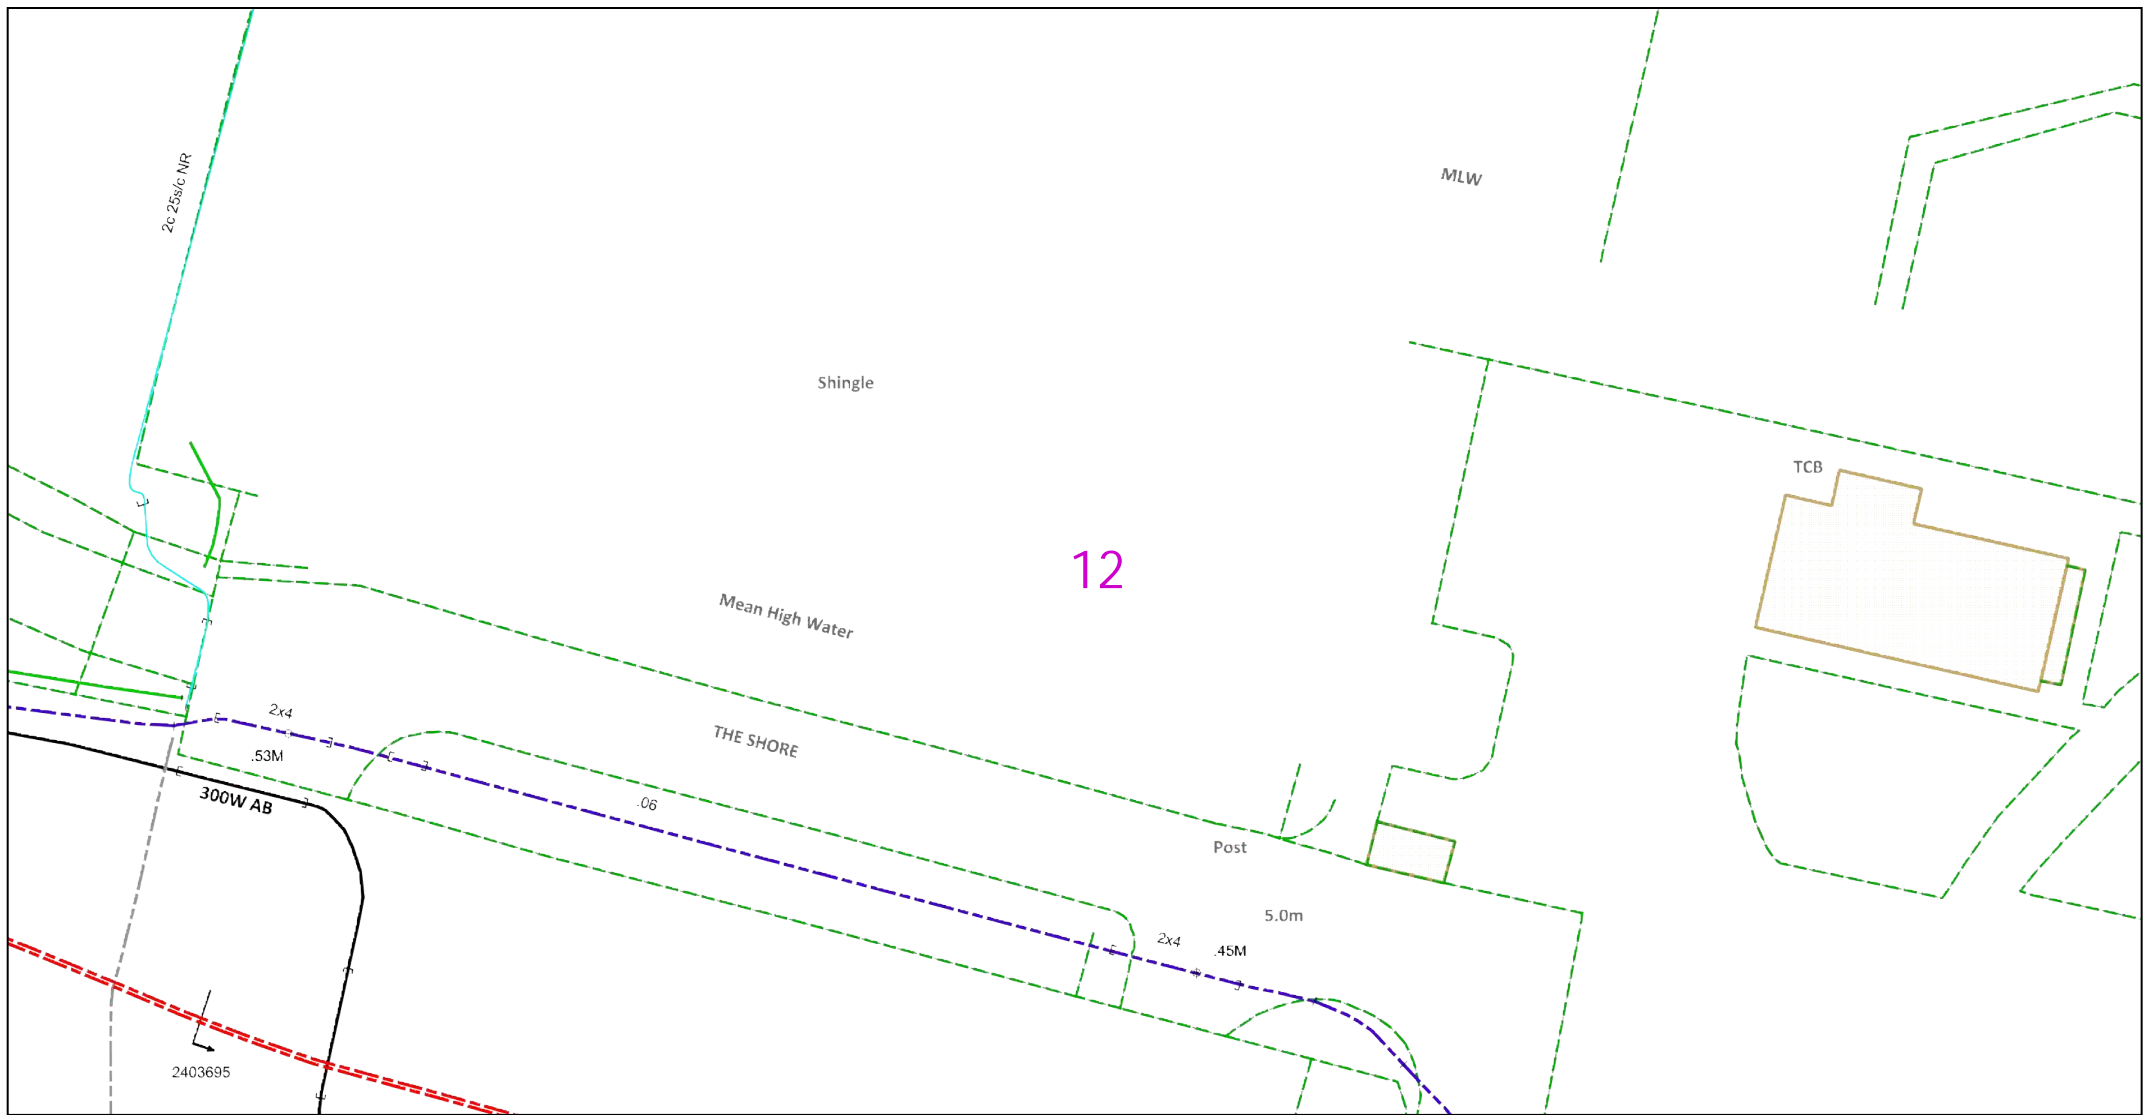 2c 25s/c NR
MLW
Shingle
TCB
12
Mean High Water
2x4
THE SHORE
.53M
300W AB
.06
Post
5.0m
2x4
.45M
2403695